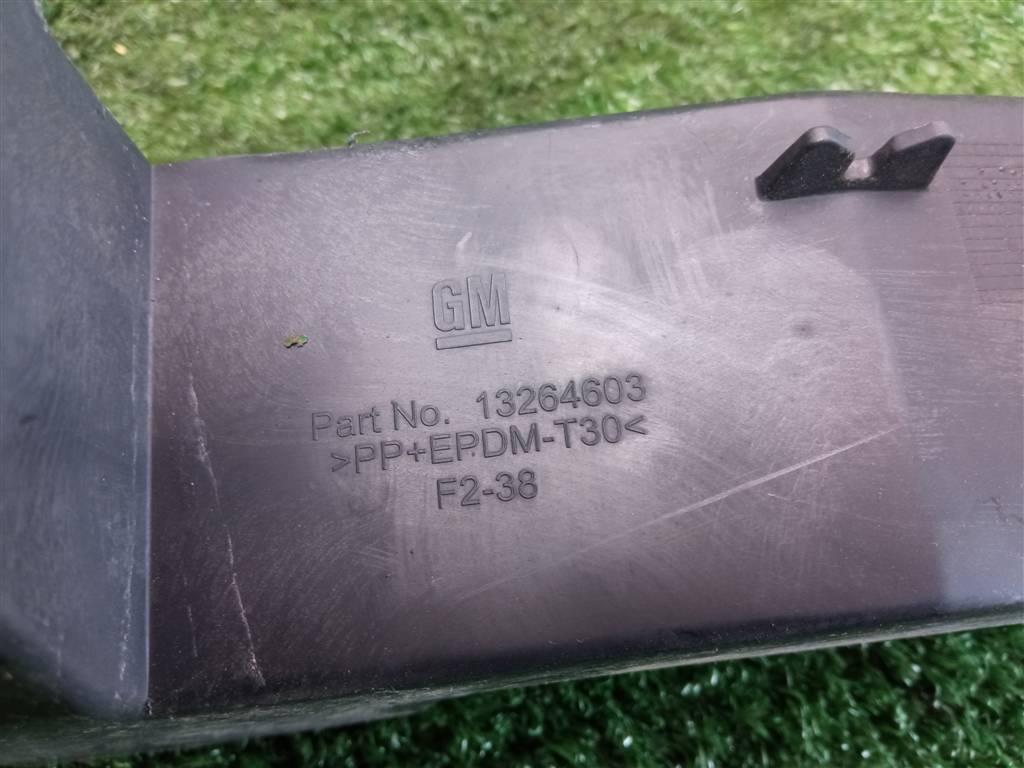 GM
Part No. 13264603
>PP+EPDM-T30<
F2-38